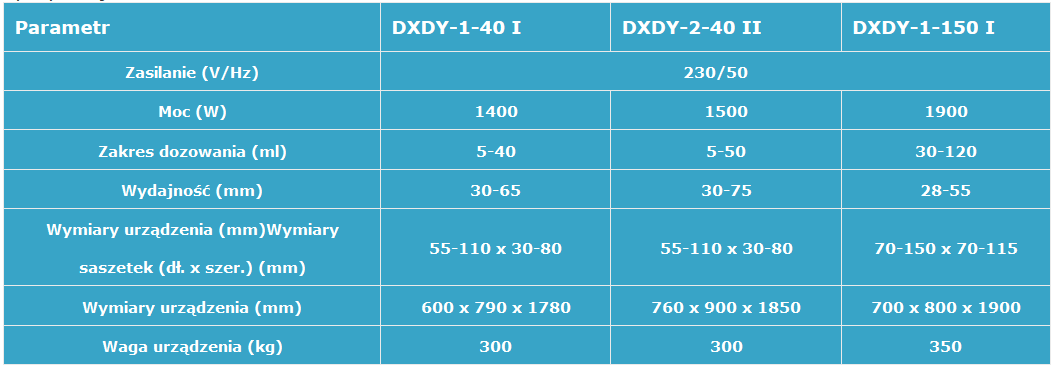 Parametr DXDY-1-40 I DXDY-2-40 II DXDY-1-150 I
Zasilanie (V/Hz) 230/50
Moc (W) 1400 1500 1900
Zakres dozowania (ml) 5-40 5-50 30-120
Wydajność (mm) 30-65 30-75 28-55
Wymiary urządzenia (mm)Wymiary
saszetek (dł. x szer.) (mm) 55-110 x 30-80 55-110 x 30-80 70-150 x 70-115
Wymiary urządzenia (mm) 600 x 790 x 1780 760 x 900 x 1850 700 x 800 x 1900
Waga urządzenia (kg) 300 300 350